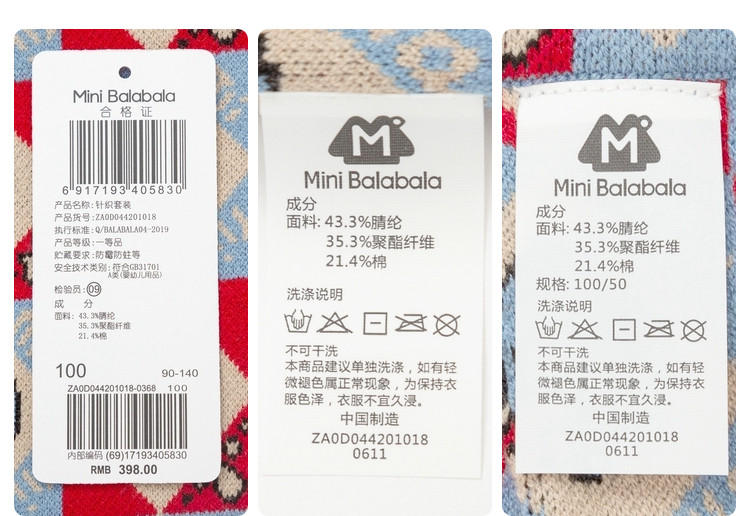 Mini Balabala
合格证
6 917193 405830
产品名称: 针织套装
产品货号: ZA0D044201018
执行标准: Q/BALABALA04-2019
产品等级: 一等品
贮藏要求: 防霉防蛀等
安全技术类别: 符合GB31701
A类(婴幼儿用品)
检验员: 09
成 分
面料: 43.3%腈纶
35.3%聚酯纤维
21.4%棉
100 90-140
ZA0D044201018-0368 100
内部编码 (69)17193405830
RMB 398.00
M
Mini Balabala
成分
面料: 43.3%腈纶
35.3%聚酯纤维
21.4%棉
洗涤说明
不可干洗
本商品建议单独洗涤，如有轻
微褪色属正常现象，为保持衣
服色泽，衣服不宜久浸。
中国制造
ZA0D044201018
0611
M
Mini Balabala
成分
面料: 43.3%腈纶
35.3%聚酯纤维
21.4%棉
规格: 100/50
洗涤说明
不可干洗
本商品建议单独洗涤，如有轻
微褪色属正常现象，为保持衣
服色泽，衣服不宜久浸。
中国制造
ZA0D044201018
0611